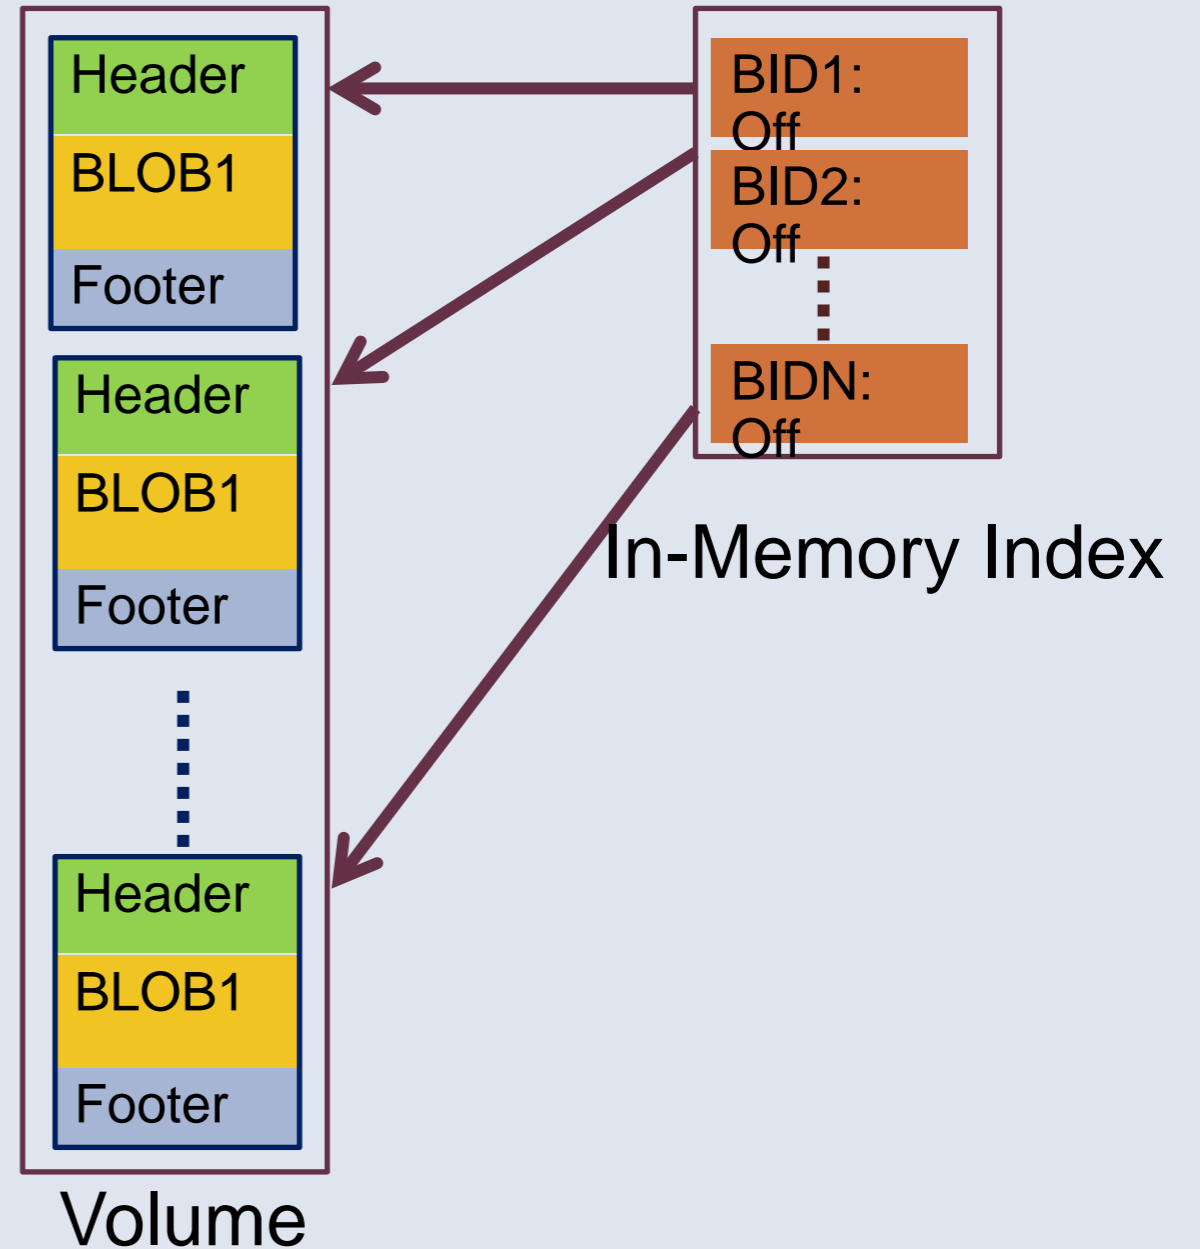 Header
BLOB1
Footer
Header
BLOB1
Footer
Header
BLOB1
Footer
Volume
BID1:
Off
BID2:
Off
BIDN:
Off
In-Memory Index